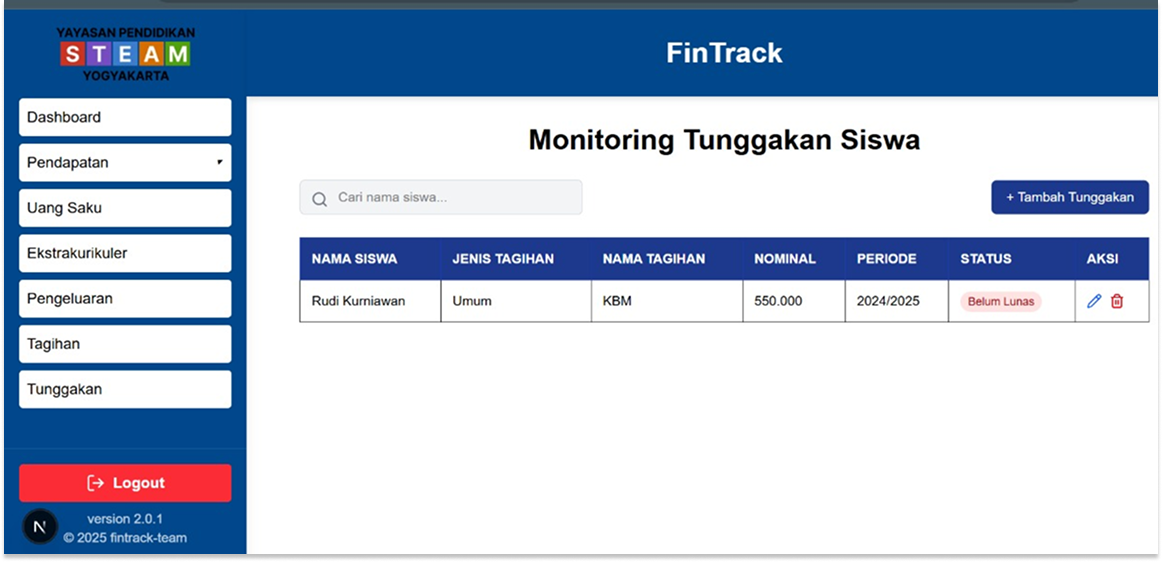 YAYASAN PENDIDIKAN
STEAM
YOGYAKARTA
FinTrack
Dashboard
Pendapatan
Uang Saku
Ekstrakurikuler
Pengeluaran
Tagihan
Tunggakan
Logout
N
version 2.0.1
© 2025 fintrack-team
Monitoring Tunggakan Siswa
Cari nama siswa...
+ Tambah Tunggakan
NAMA SISWA JENIS TAGIHAN NAMA TAGIHAN NOMINAL PERIODE STATUS AKSI
Rudi Kurniawan Umum KBM 550.000 2024/2025 Belum Lunas